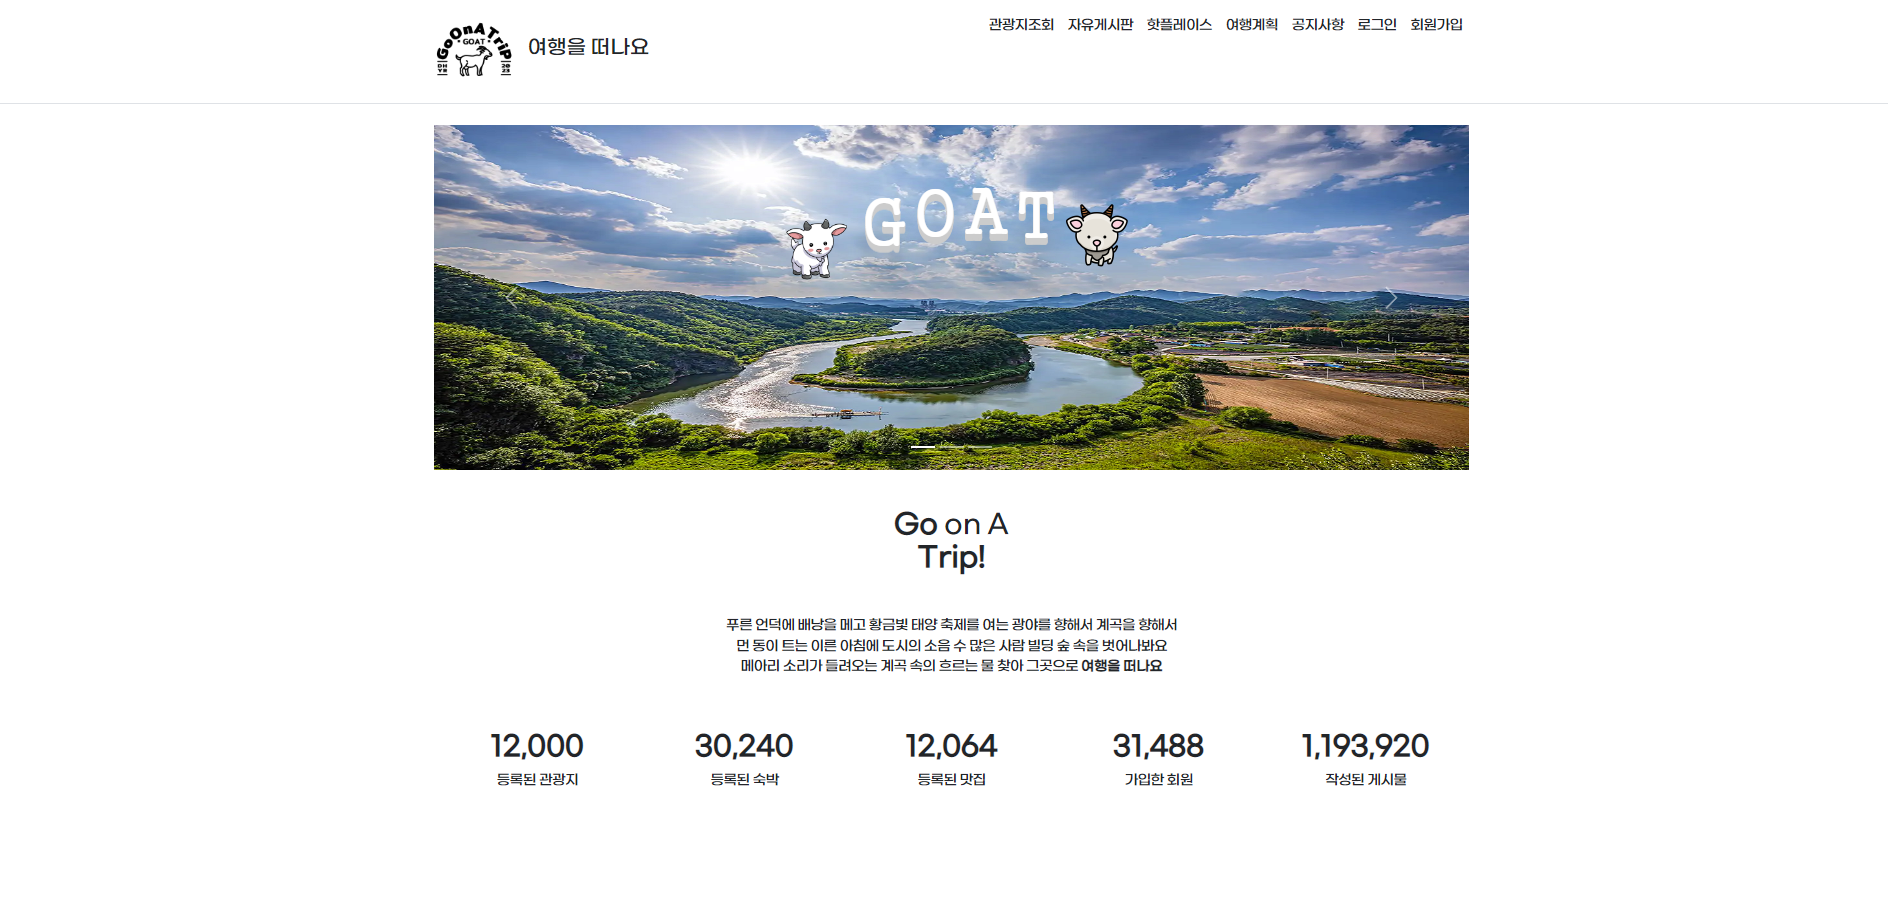 GoOnATriP
GOAT
여행을 떠나요
관광지조회 자유게시판 핫플레이스 여행계획 공지사항 로그인 회원가입
GOAT
Go on A
Trip!
푸른 언덕에 배낭을 메고 황금빛 태양 축제를 여는 광야를 향해서 계곡을 향해서
먼 동이 트는 이른 아침에 도시의 소음 수 많은 사람 빌딩 숲 속을 벗어나봐요
메아리 소리가 들려오는 계곡 속의 흐르는 물 찾아 그곳으로 여행을 떠나요
12,000 30,240 12,064 31,488 1,193,920
등록된 관광지 등록된 숙박 등록된 맛집 가입한 회원 작성된 게시물